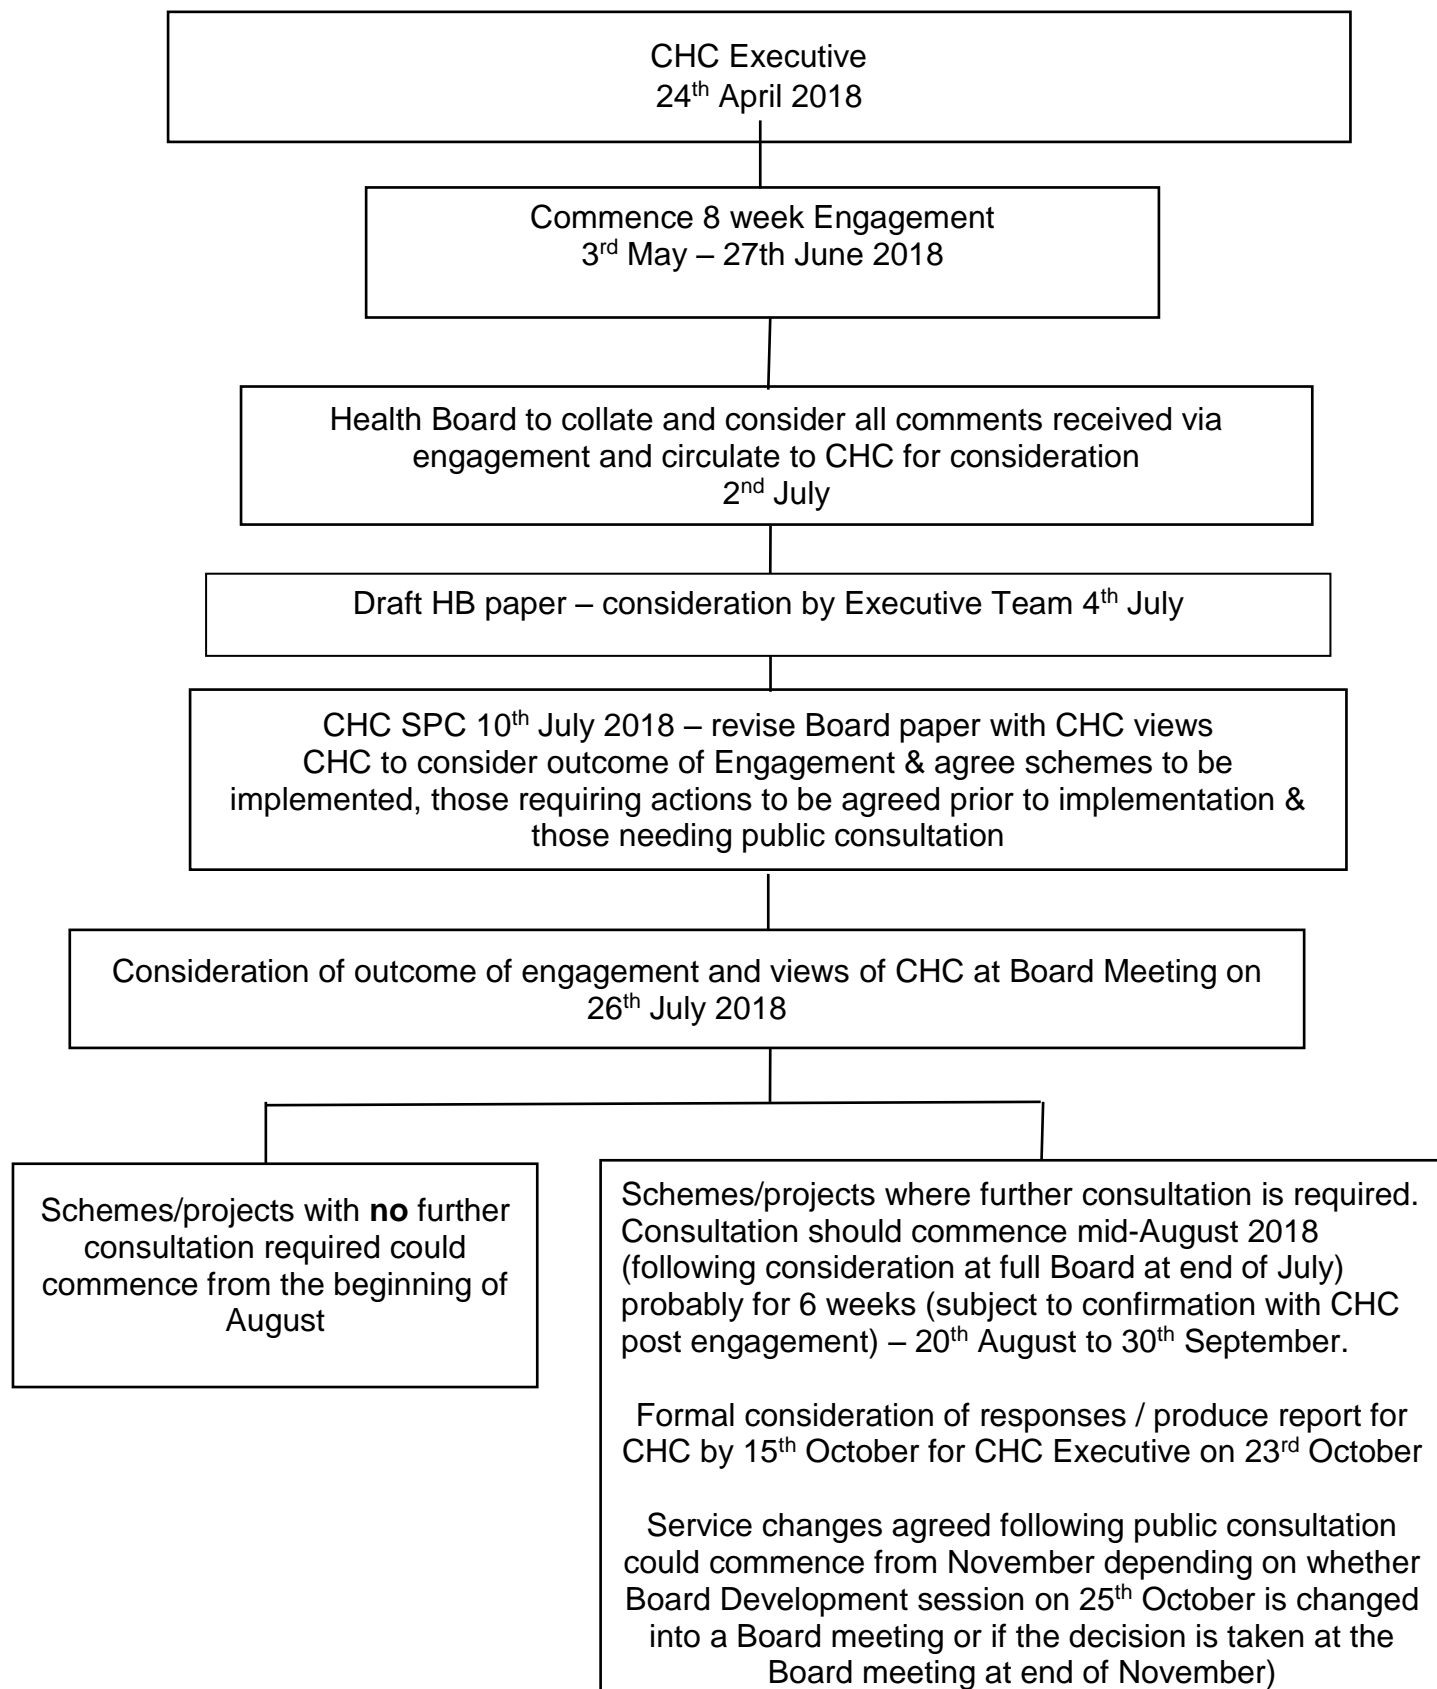 CHC Executive
24th April 2018
Commence 8 week Engagement
3rd May – 27th June 2018
Health Board to collate and consider all comments received via
engagement and circulate to CHC for consideration
2nd July
Draft HB paper – consideration by Executive Team 4th July
CHC SPC 10th July 2018 – revise Board paper with CHC views
CHC to consider outcome of Engagement & agree schemes to be
implemented, those requiring actions to be agreed prior to implementation &
those needing public consultation
Consideration of outcome of engagement and views of CHC at Board Meeting on
26th July 2018
Schemes/projects with no further
consultation required could
commence from the beginning of
August
Schemes/projects where further consultation is required.
Consultation should commence mid-August 2018
(following consideration at full Board at end of July)
probably for 6 weeks (subject to confirmation with CHC
post engagement) – 20th August to 30th September.
Formal consideration of responses / produce report for
CHC by 15th October for CHC Executive on 23rd October
Service changes agreed following public consultation
could commence from November depending on whether
Board Development session on 25th October is changed
into a Board meeting or if the decision is taken at the
Board meeting at end of November)